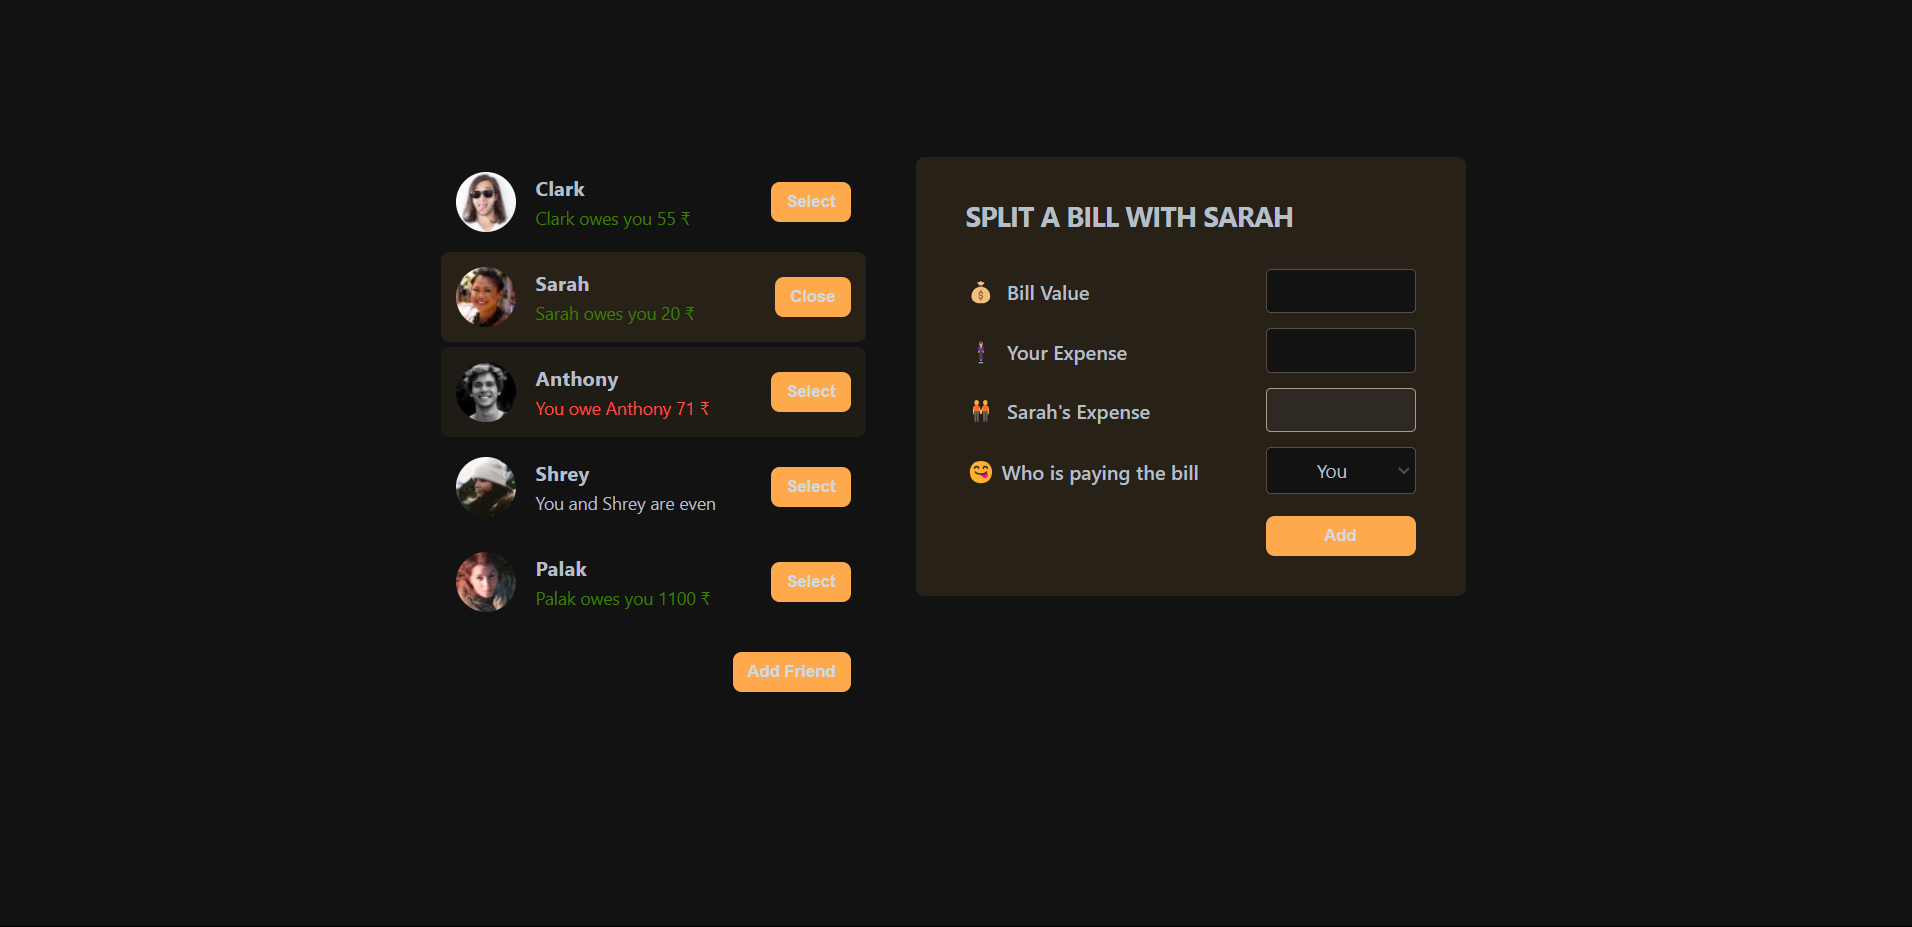 Clark
Clark owes you 55 ₹
Select
Sarah
Sarah owes you 20 ₹
Close
Anthony
You owe Anthony 71 ₹
Select
Shrey
You and Shrey are even
Select
Palak
Palak owes you 1100 ₹
Select
Add Friend
SPLIT A BILL WITH SARAH
💰 Bill Value
🕴️ Your Expense
🧑‍🤝‍🧑 Sarah's Expense
😋 Who is paying the bill
You
Add